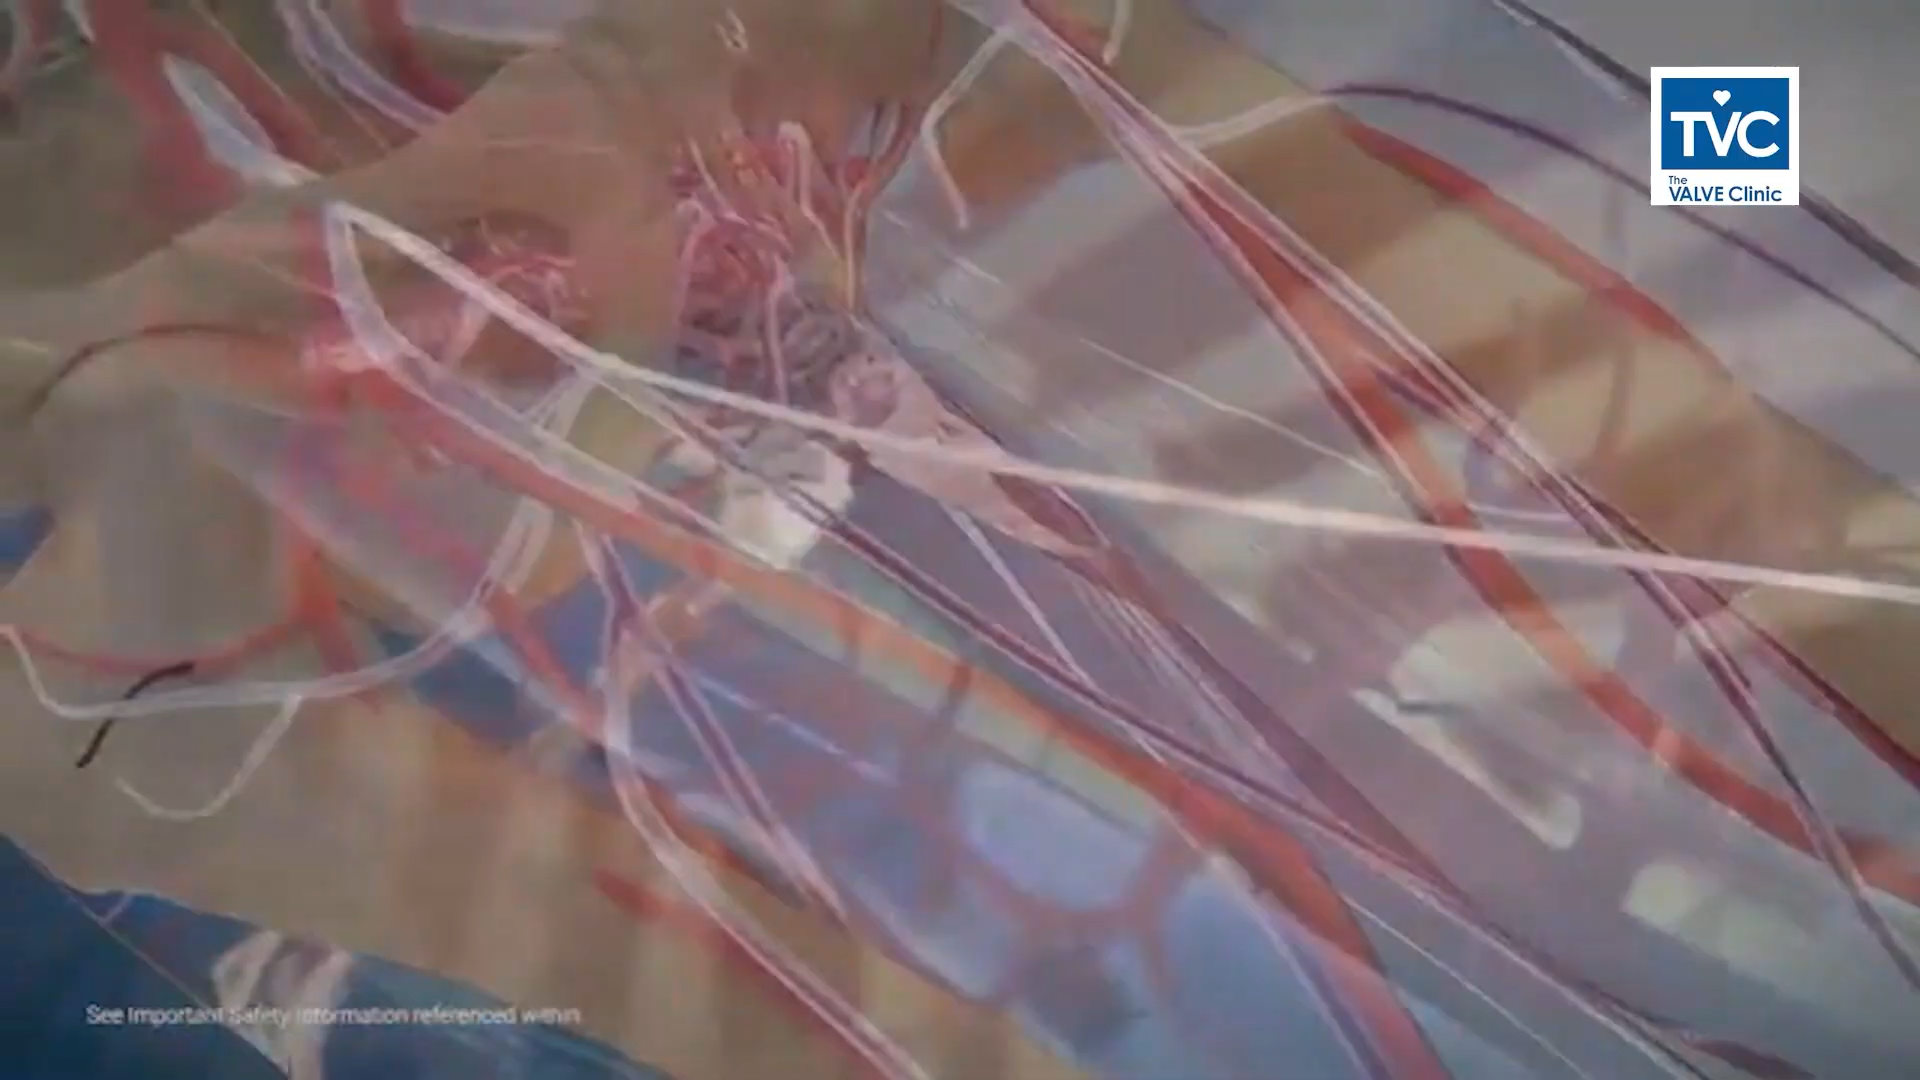 TVC
The
VALVE Clinic
See Important Safety Information referenced within